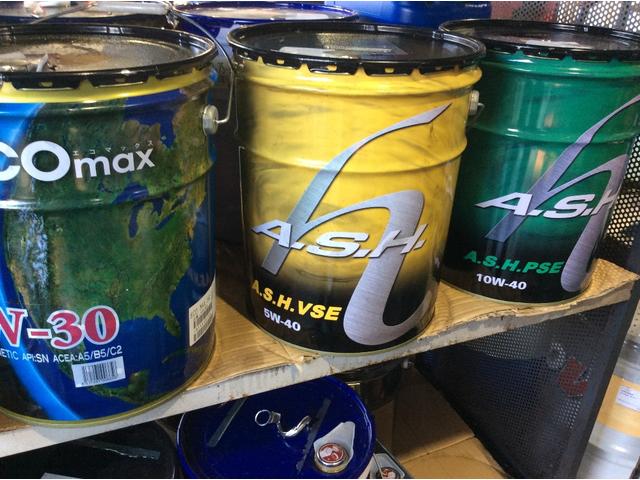 COmax
エコマックス
W-30
NETIC API:SN ACEA:A5/B5/C2
A.S.H.
A.S.H.VSE
5W-40
A.S.H.
A.S.H.PSE
10W-40